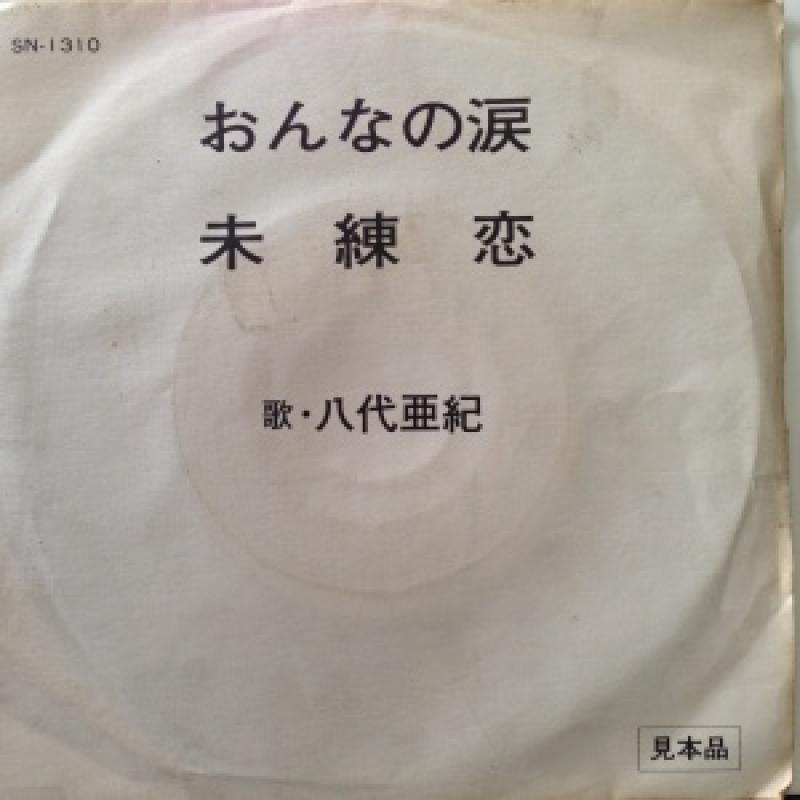 SN-1310
おんなの涙
未練恋
歌・八代亜紀
見本品